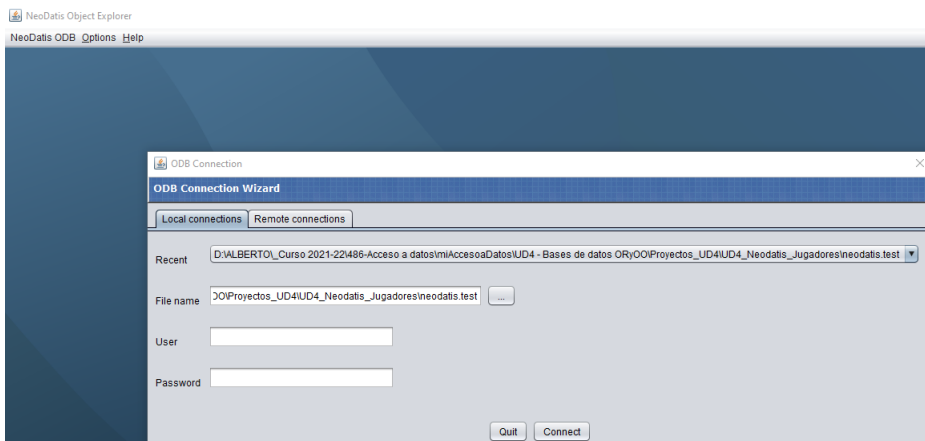 NeoDatis Object Explorer
NeoDatis ODB Options Help
ODB Connection
ODB Connection Wizard
Local connections Remote connections
Recent D:\ALBERTO\_Curso 2021-22\486-Acceso a datos\miAccesoaDatos\UD4 - Bases de datos ORyOO\Proyectos_UD4\UD4_Neodatis_Jugadores\neodatis.test
File name OO\Proyectos_UD4\UD4_Neodatis_Jugadores\neodatis.test ...
User
Password
Quit Connect